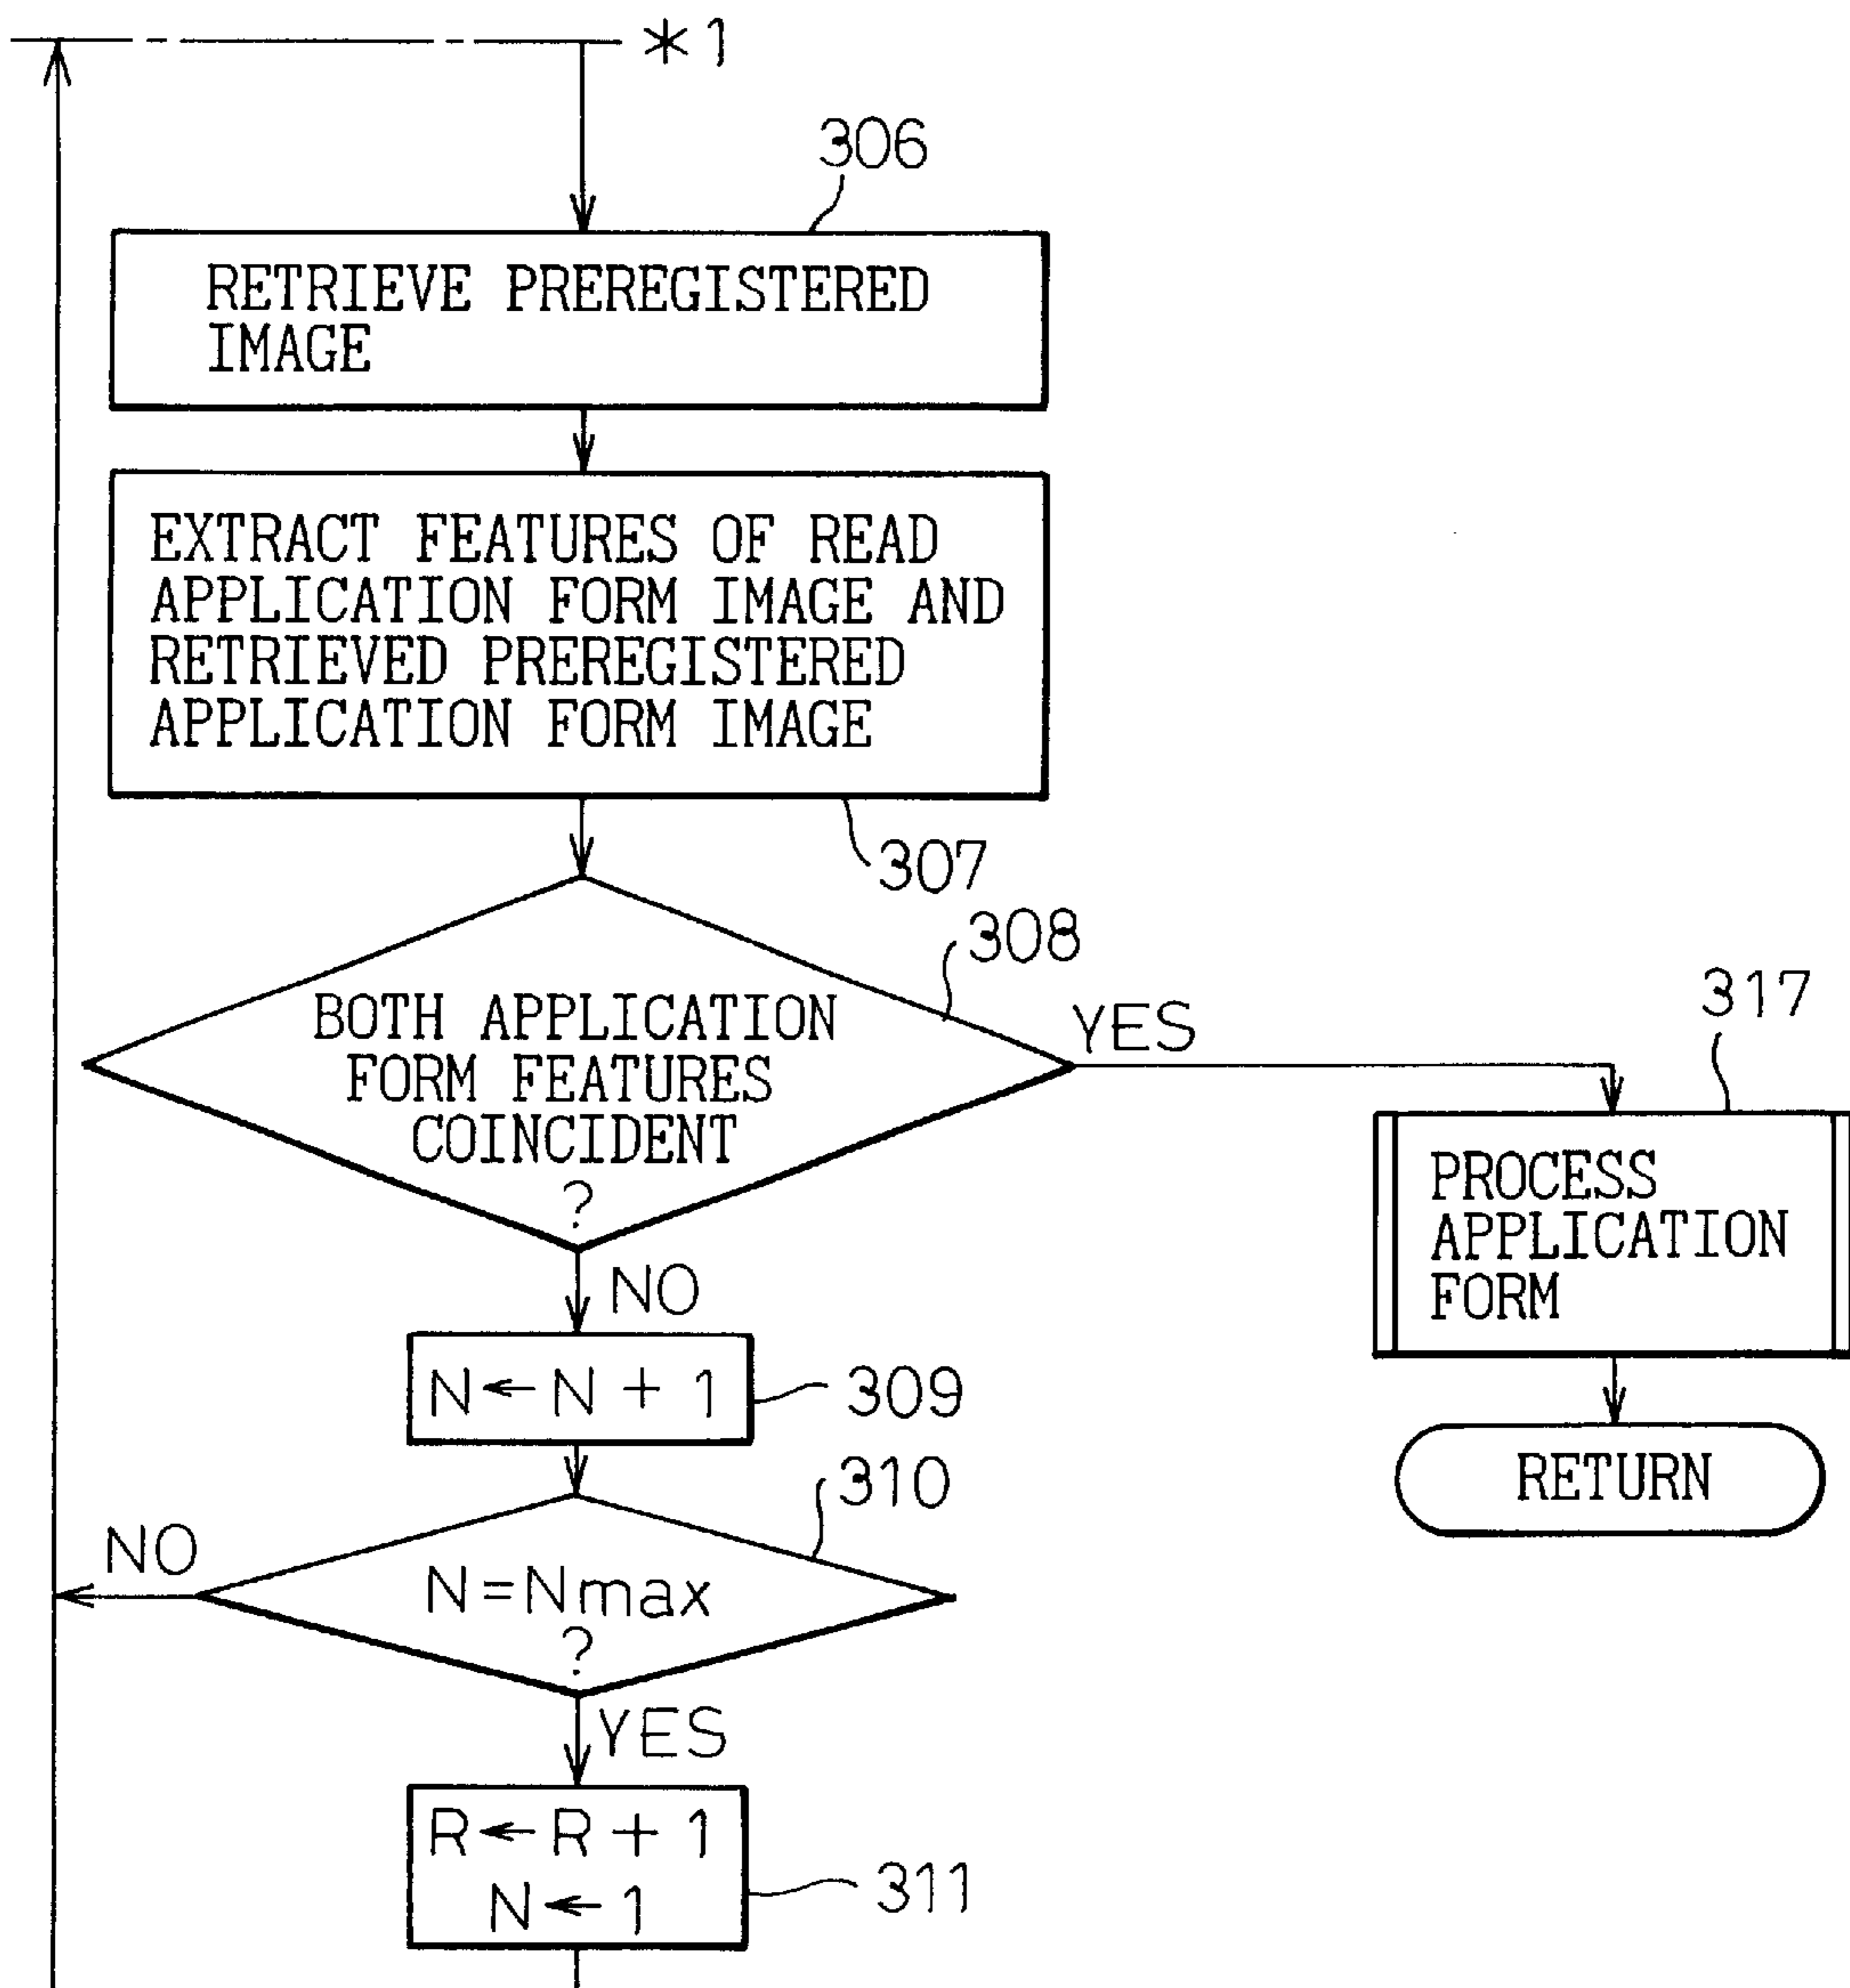 *1
306
RETRIEVE PREREGISTERED
IMAGE
EXTRACT FEATURES OF READ
APPLICATION FORM IMAGE AND
RETRIEVED PREREGISTERED
APPLICATION FORM IMAGE
307
308
BOTH APPLICATION
FORM FEATURES
COINCIDENT
?
YES
317
PROCESS
APPLICATION
FORM
RETURN
NO
N←N+1
309
310
NO
N=Nmax
?
YES
R←R+1
N←1
311